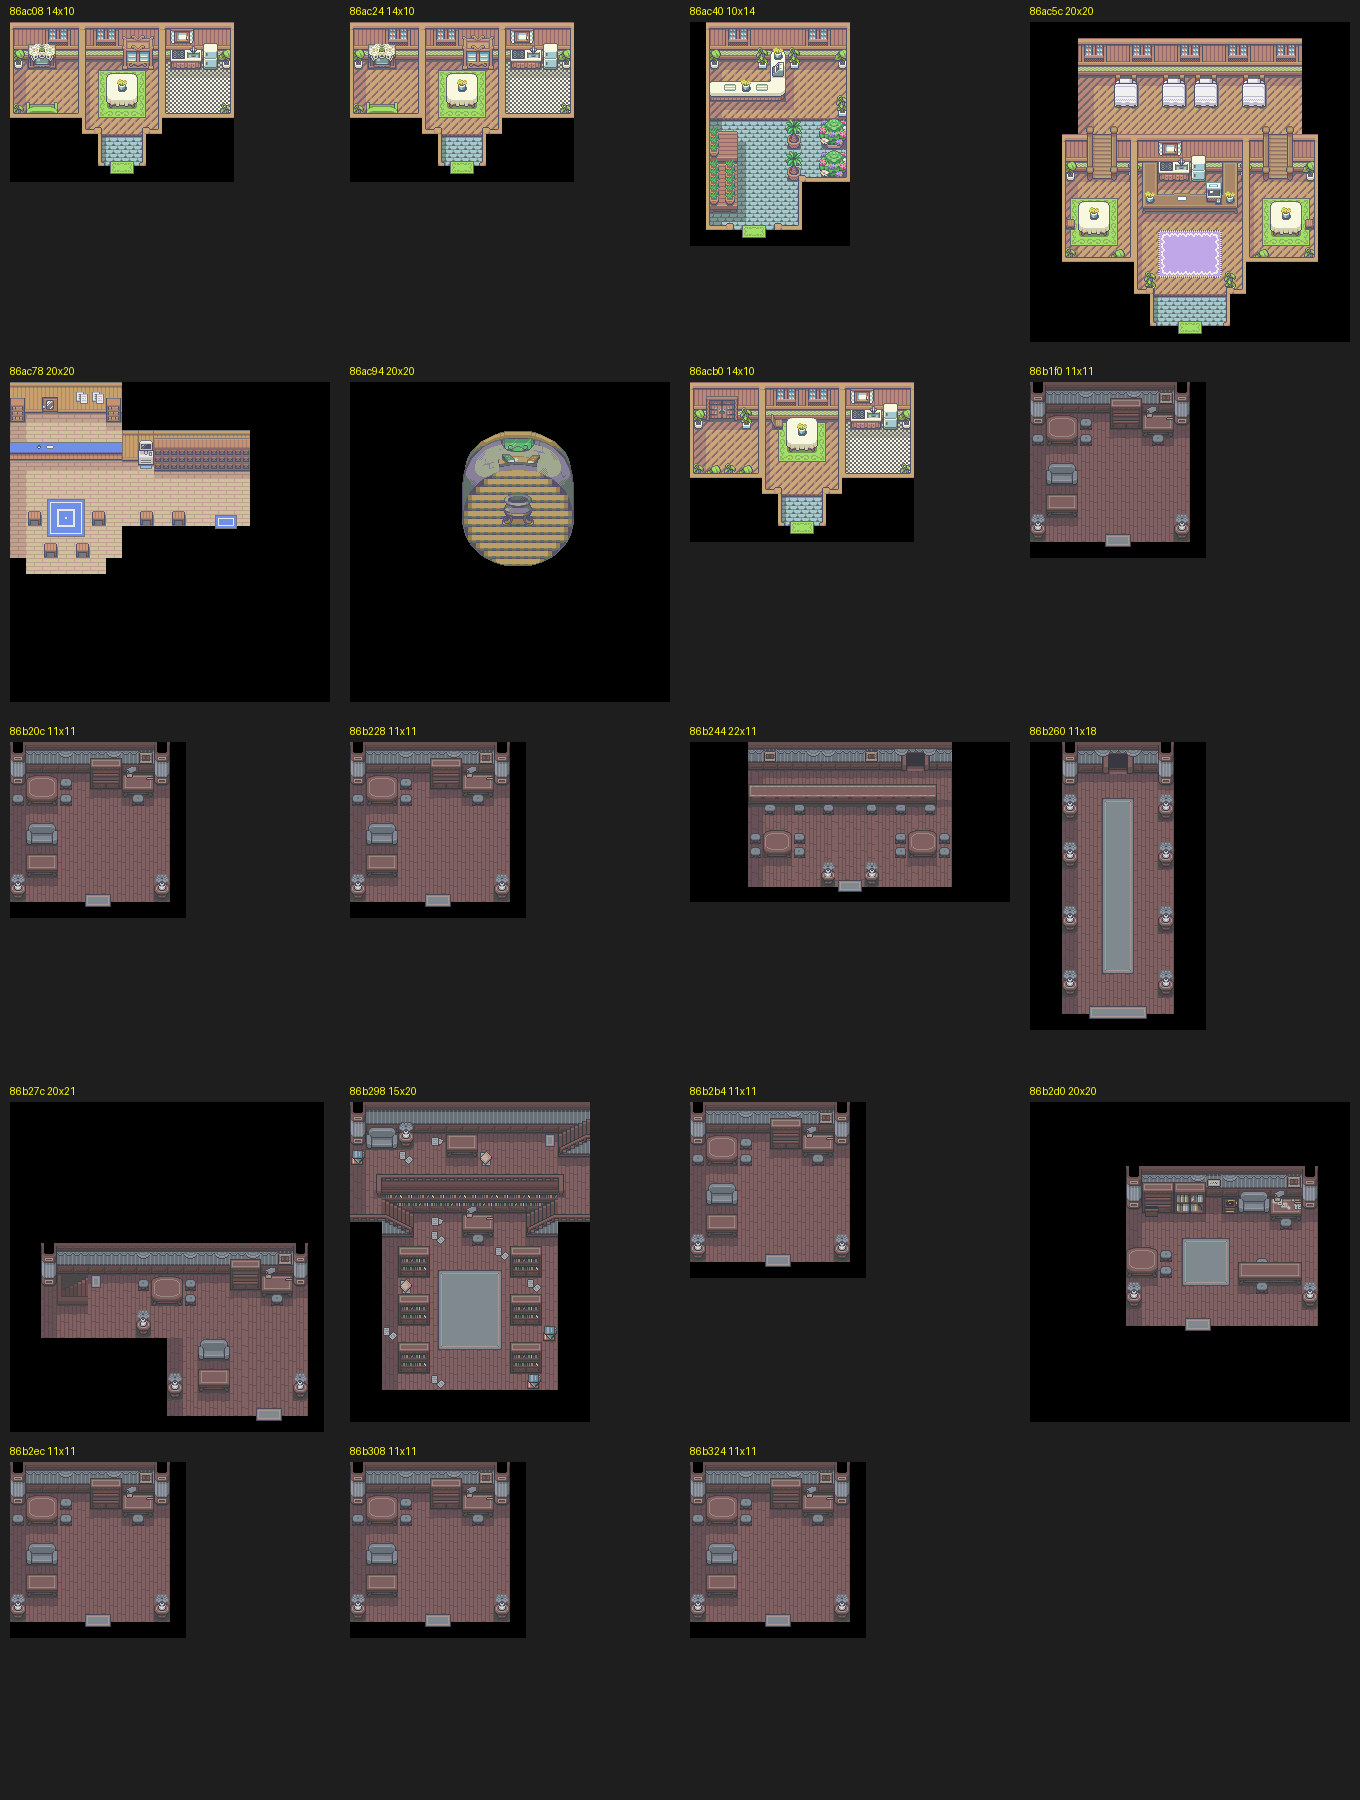 86ac08 14x10
86ac24 14x10
86ac40 10x14
86ac5c 20x20
86ac78 20x20
86ac94 20x20
86acb0 14x10
86b1f0 11x11
86b20c 11x11
86b228 11x11
86b244 22x11
86b260 11x18
86b27c 20x21
86b298 15x20
86b2b4 11x11
86b2d0 20x20
86b2ec 11x11
86b308 11x11
86b324 11x11